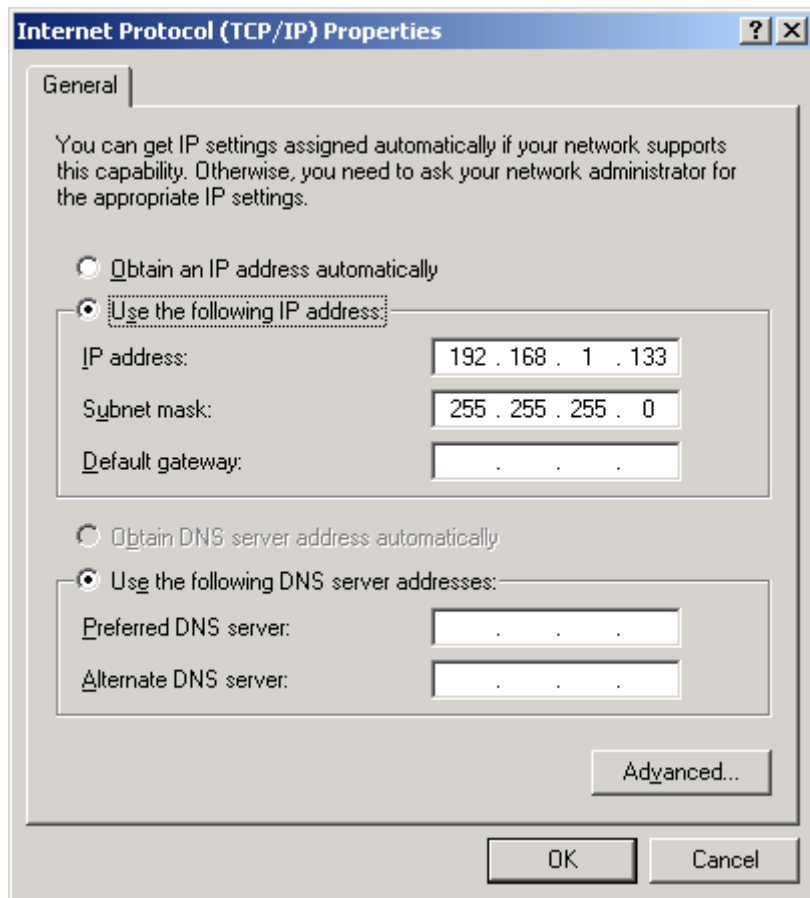 Internet Protocol (TCP/IP) Properties
General
You can get IP settings assigned automatically if your network supports
this capability. Otherwise, you need to ask your network administrator for
the appropriate IP settings.
Obtain an IP address automatically
Use the following IP address:
IP address: 192 . 168 . 1 . 133
Subnet mask: 255 . 255 . 255 . 0
Default gateway: . . .
Obtain DNS server address automatically
Use the following DNS server addresses:
Preferred DNS server: . . .
Alternate DNS server: . . .
Advanced...
OK Cancel